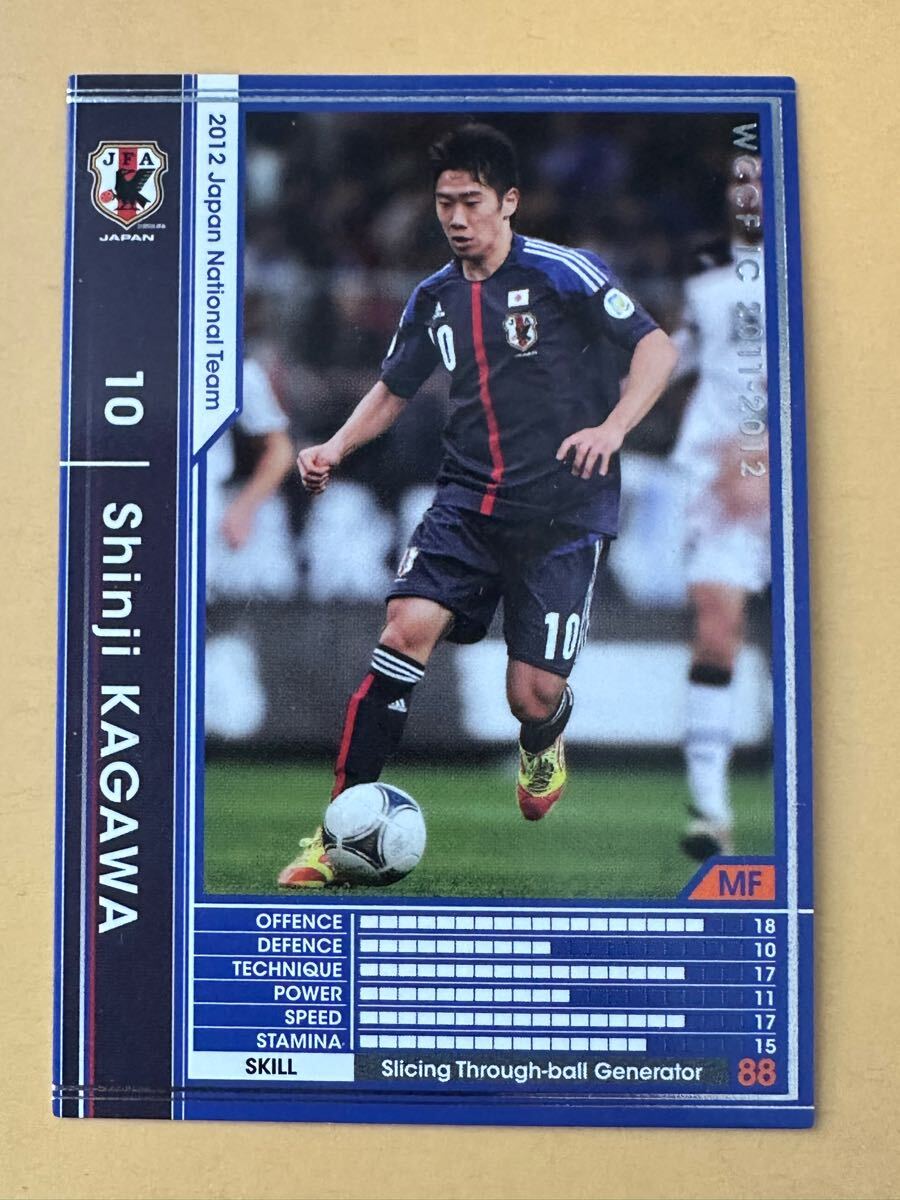 JFA
JAPAN
2012 Japan National Team
10 Shinji KAGAWA
WCCF IC 2011-2012
10
JAPAN
10
MF
OFFENCE 18
DEFENCE 10
TECHNIQUE 17
POWER 11
SPEED 17
STAMINA 15
SKILL Slicing Through-ball Generator 88